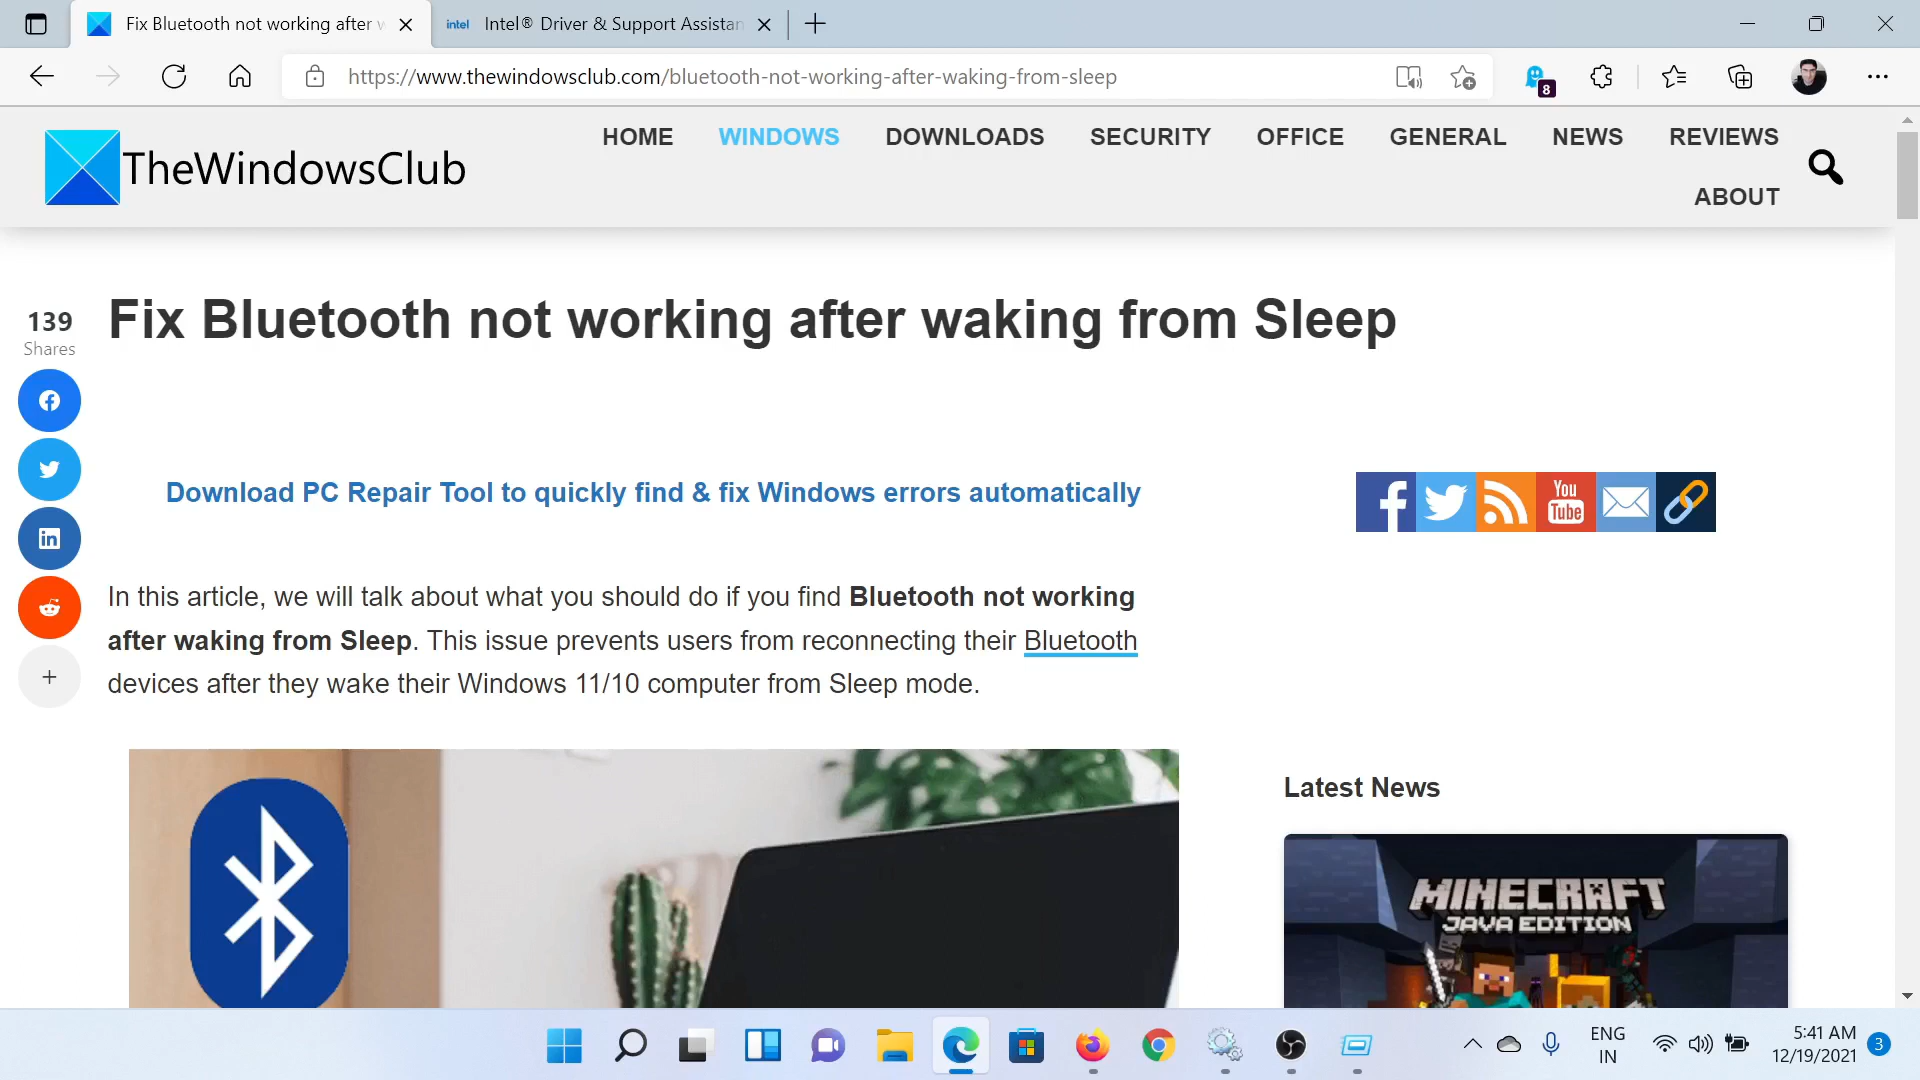 Fix Bluetooth not working after w
intel Intel® Driver & Support Assistan
https://www.thewindowsclub.com/bluetooth-not-working-after-waking-from-sleep
8
TheWindowsClub
HOME WINDOWS DOWNLOADS SECURITY OFFICE GENERAL NEWS REVIEWS
ABOUT
139
Shares
Fix Bluetooth not working after waking from Sleep
Download PC Repair Tool to quickly find & fix Windows errors automatically
You
Tube
In this article, we will talk about what you should do if you find Bluetooth not working
after waking from Sleep. This issue prevents users from reconnecting their Bluetooth
devices after they wake their Windows 11/10 computer from Sleep mode.
Latest News
MINECRAFT
JAVA EDITION
ENG
IN
5:41 AM
12/19/2021
3